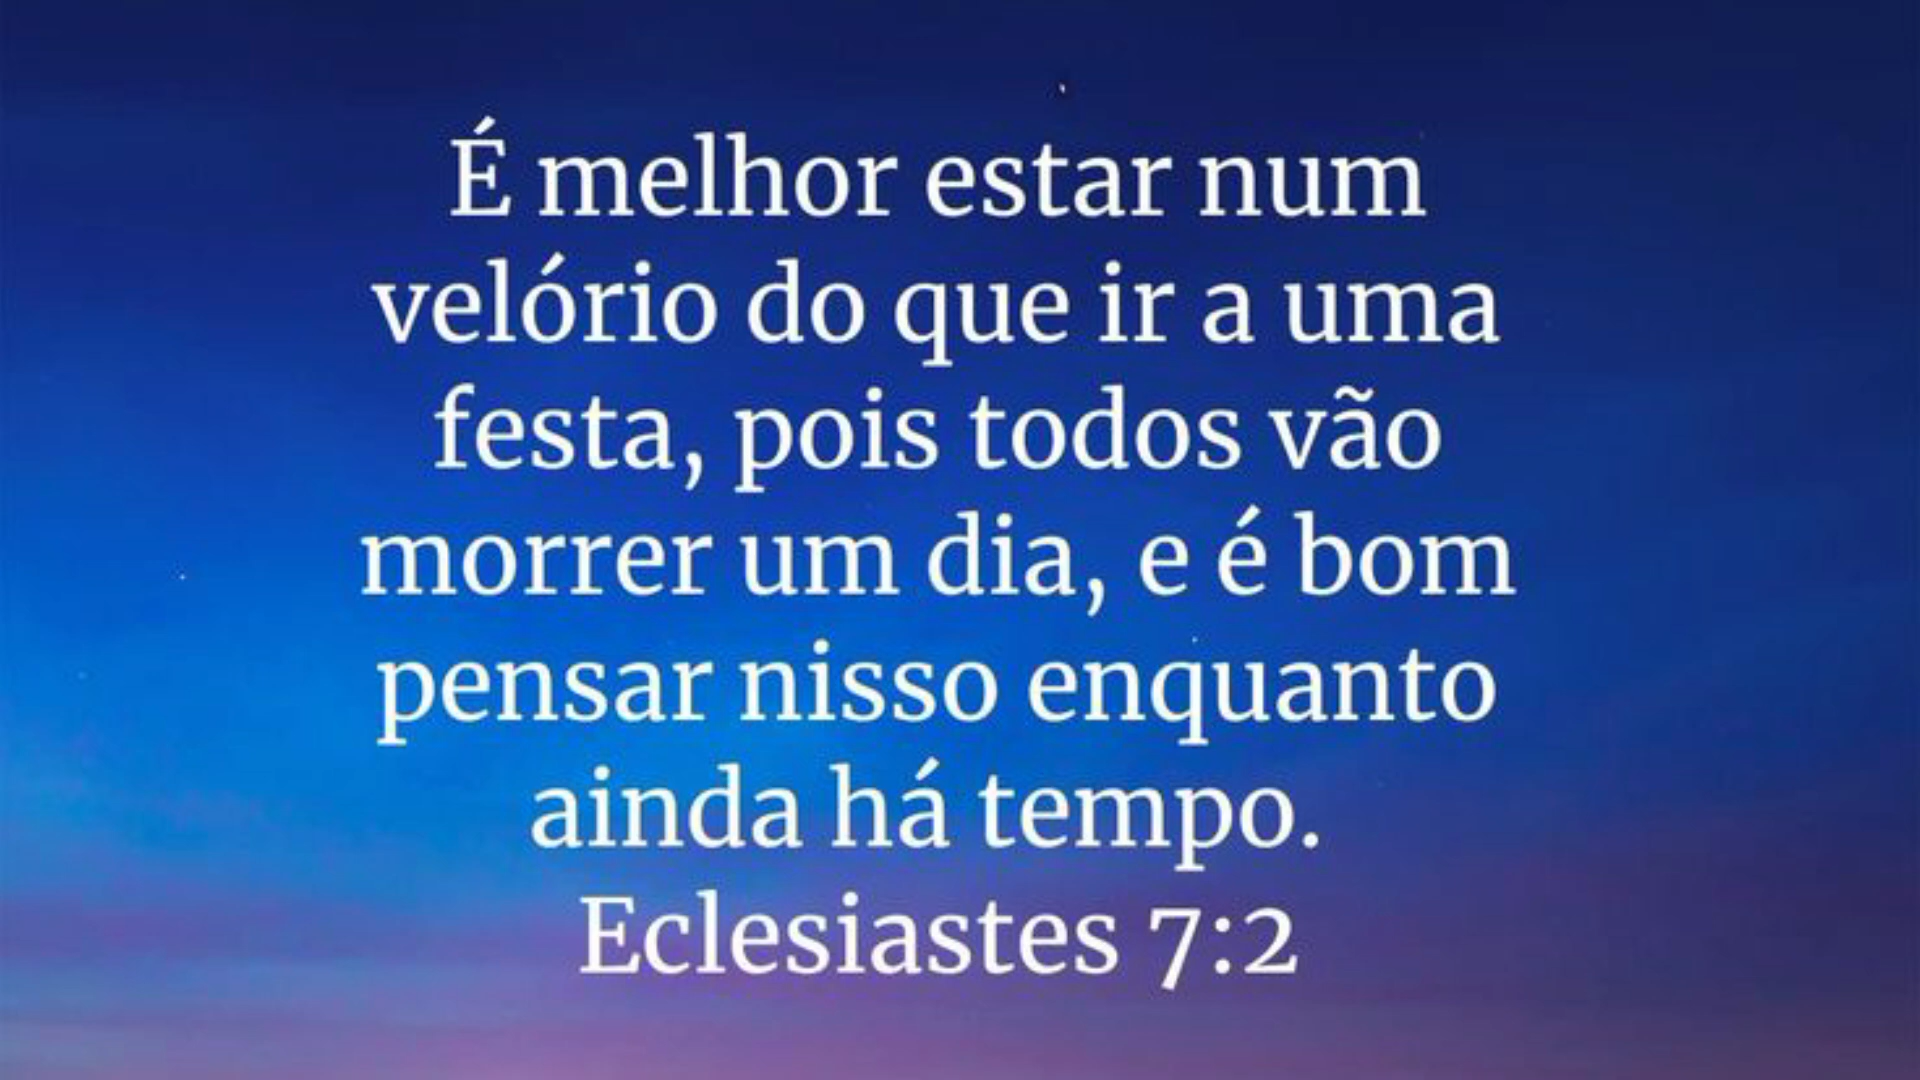 É melhor estar num
velório do que ir a uma
festa, pois todos vão
morrer um dia, e é bom
pensar nisso enquanto
ainda há tempo.
Eclesiastes 7:2